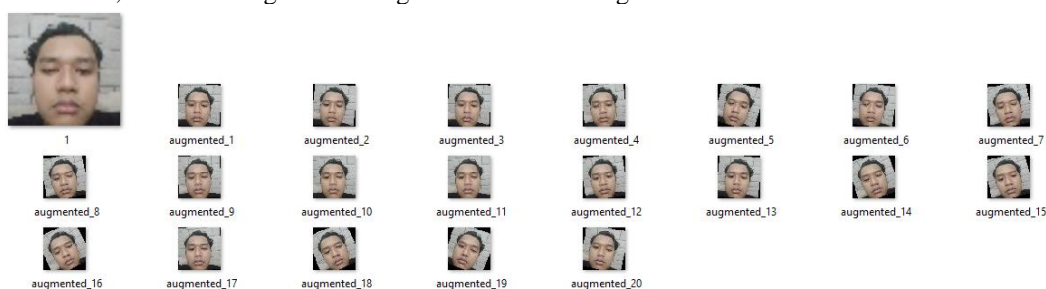 1 augmented_1 augmented_2 augmented_3 augmented_4 augmented_5 augmented_6 augmented_7
augmented_8 augmented_9 augmented_10 augmented_11 augmented_12 augmented_13 augmented_14 augmented_15
augmented_16 augmented_17 augmented_18 augmented_19 augmented_20